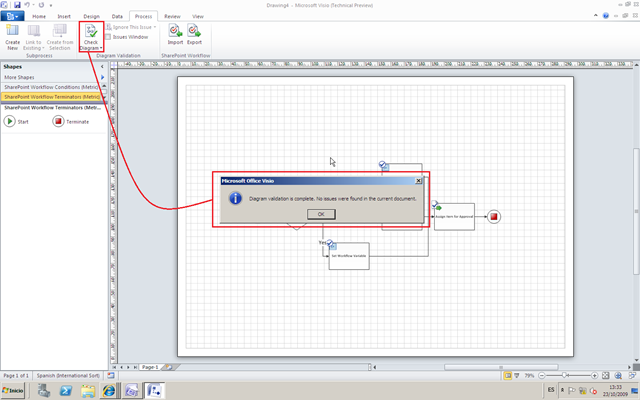 Drawing4 - Microsoft Visio (Technical Preview)
Home Insert Design Data Process Review View
Create New
Link to Existing
Create from Selection
Check Diagram
Ignore This Issue
Issues Window
Import Export
Subprocess Diagram Validation SharePoint Workflow
Shapes
More Shapes
SharePoint Workflow Conditions (Metric)
SharePoint Workflow Terminators (Metric)
SharePoint Workflow Terminators (Metri...
Start Terminate
Microsoft Office Visio
Diagram validation is complete. No issues were found in the current document.
OK
Assign Item for Approval
Yes
Set Workflow Variable
Page-1
Page 1 of 1 Spanish (International Sort) 79%
Inicio ES 13:33
23/10/2009